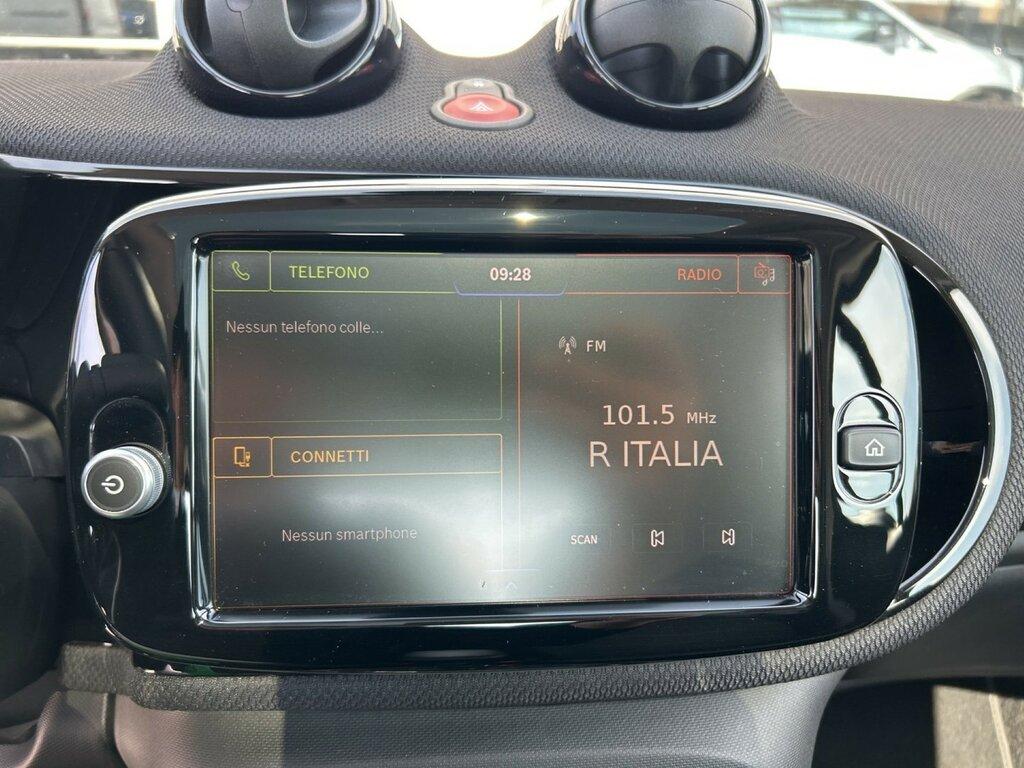 TELEFONO
09:28
RADIO
Nessun telefono colle...
FM
101.5 MHz
R ITALIA
CONNETTI
Nessun smartphone
SCAN